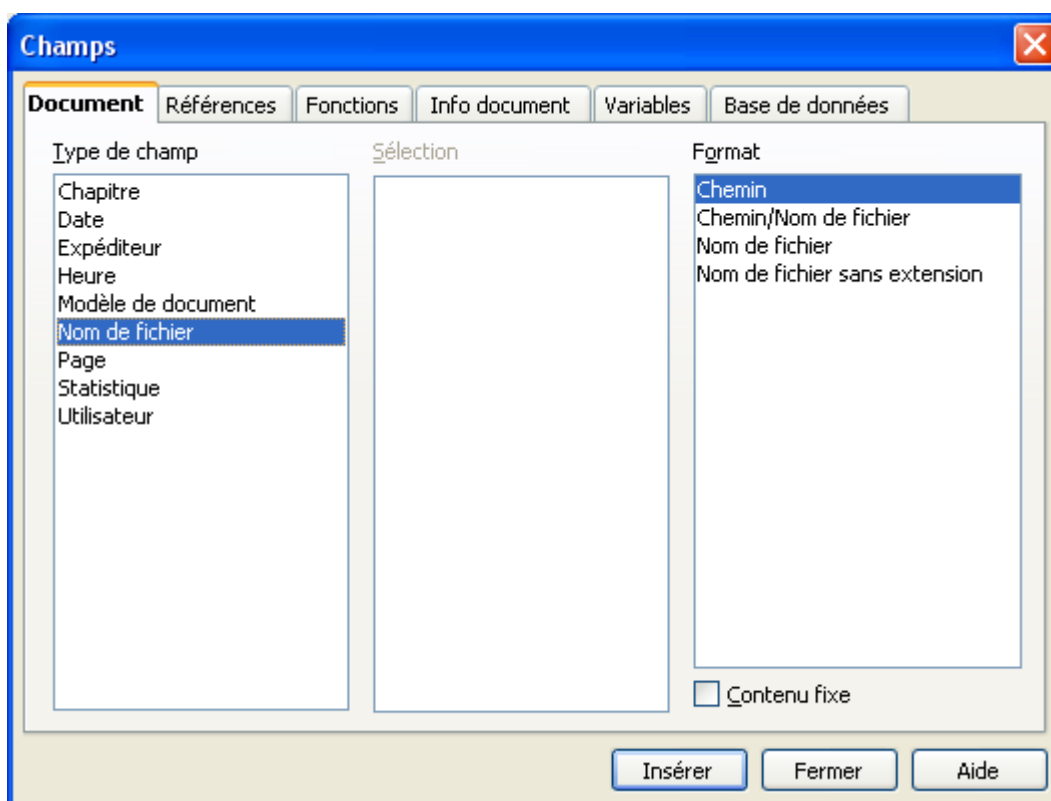 Champs
Document Références Fonctions Info document Variables Base de données
Type de champ
Chapitre
Date
Expéditeur
Heure
Modèle de document
Nom de fichier
Page
Statistique
Utilisateur
Sélection
Format
Chemin
Chemin/Nom de fichier
Nom de fichier
Nom de fichier sans extension
Contenu fixe
Insérer Fermer Aide